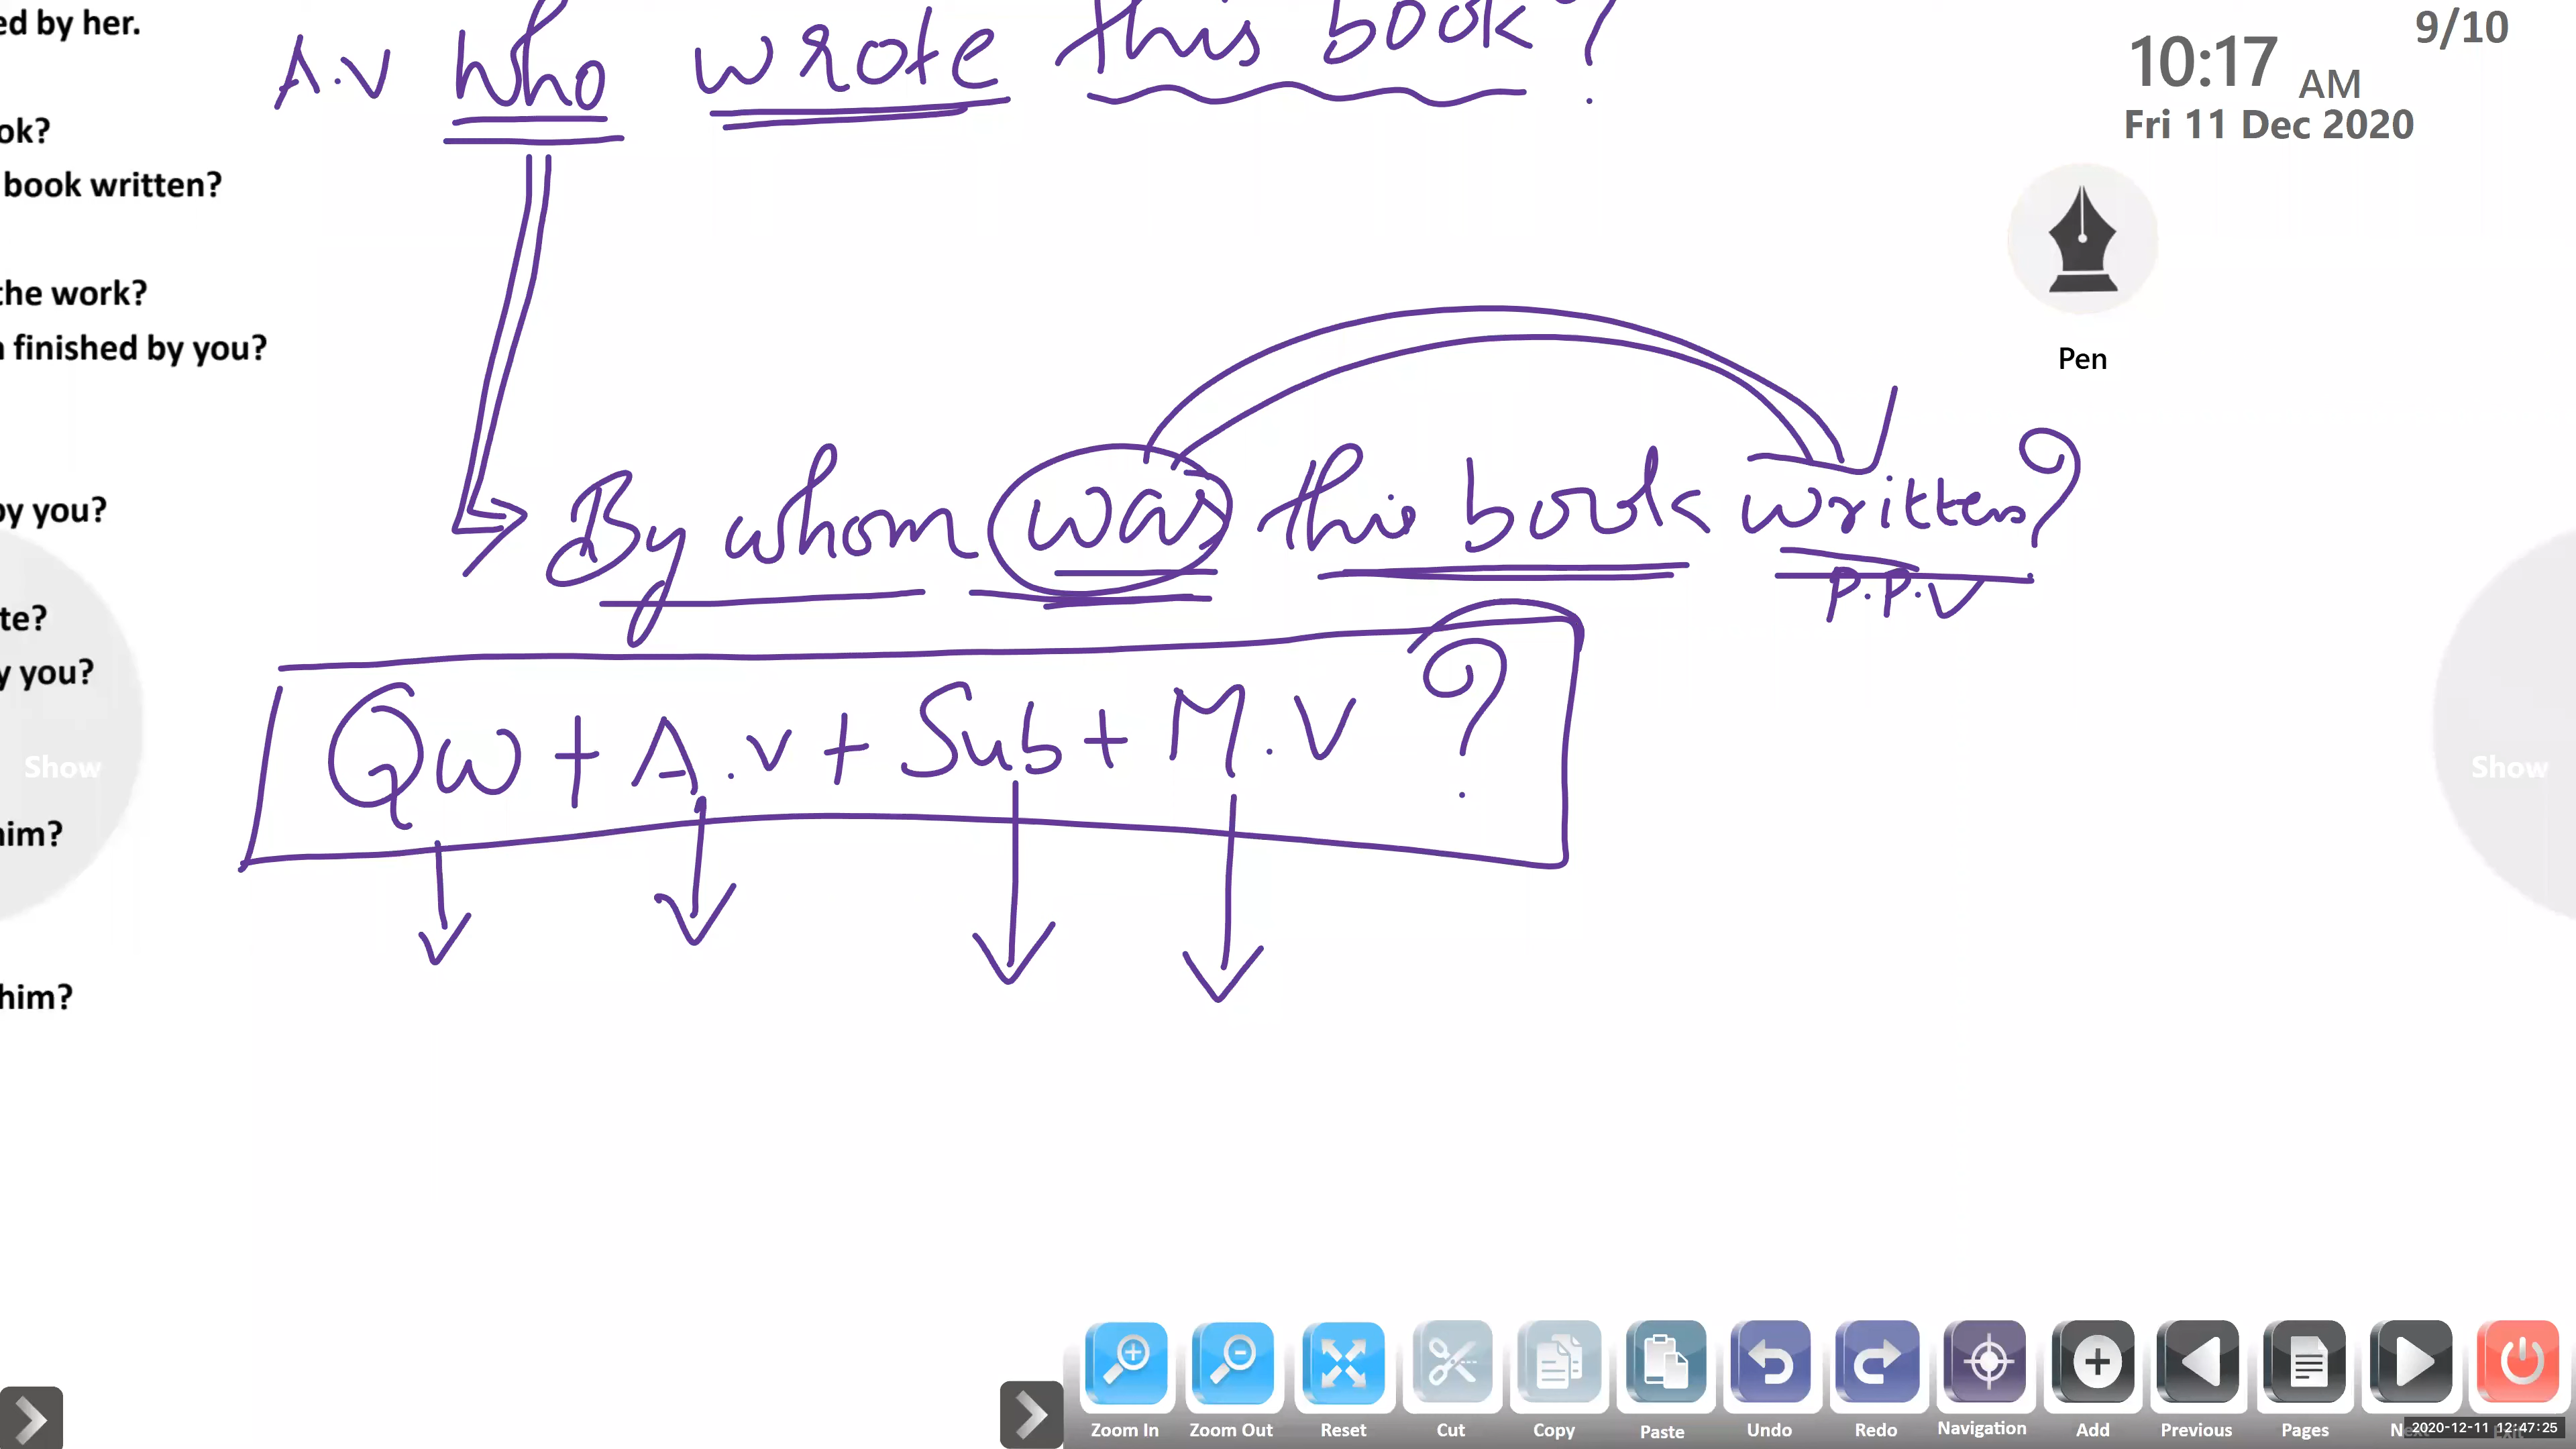 ed by her.
A.V Who wrote this book?
9/10
10:17 AM
Fri 11 Dec 2020
ok?
book written?
the work?
finished by you?
Pen
by you?
By whom was this book written?
P.P.V
te?
y you?
Qw + A.V + Sub + M.V ?
Show
Show
him?
him?
Zoom In Zoom Out Reset Cut Copy Paste Undo Redo Navigation Add Previous Pages
2020-12-11 12:47:25